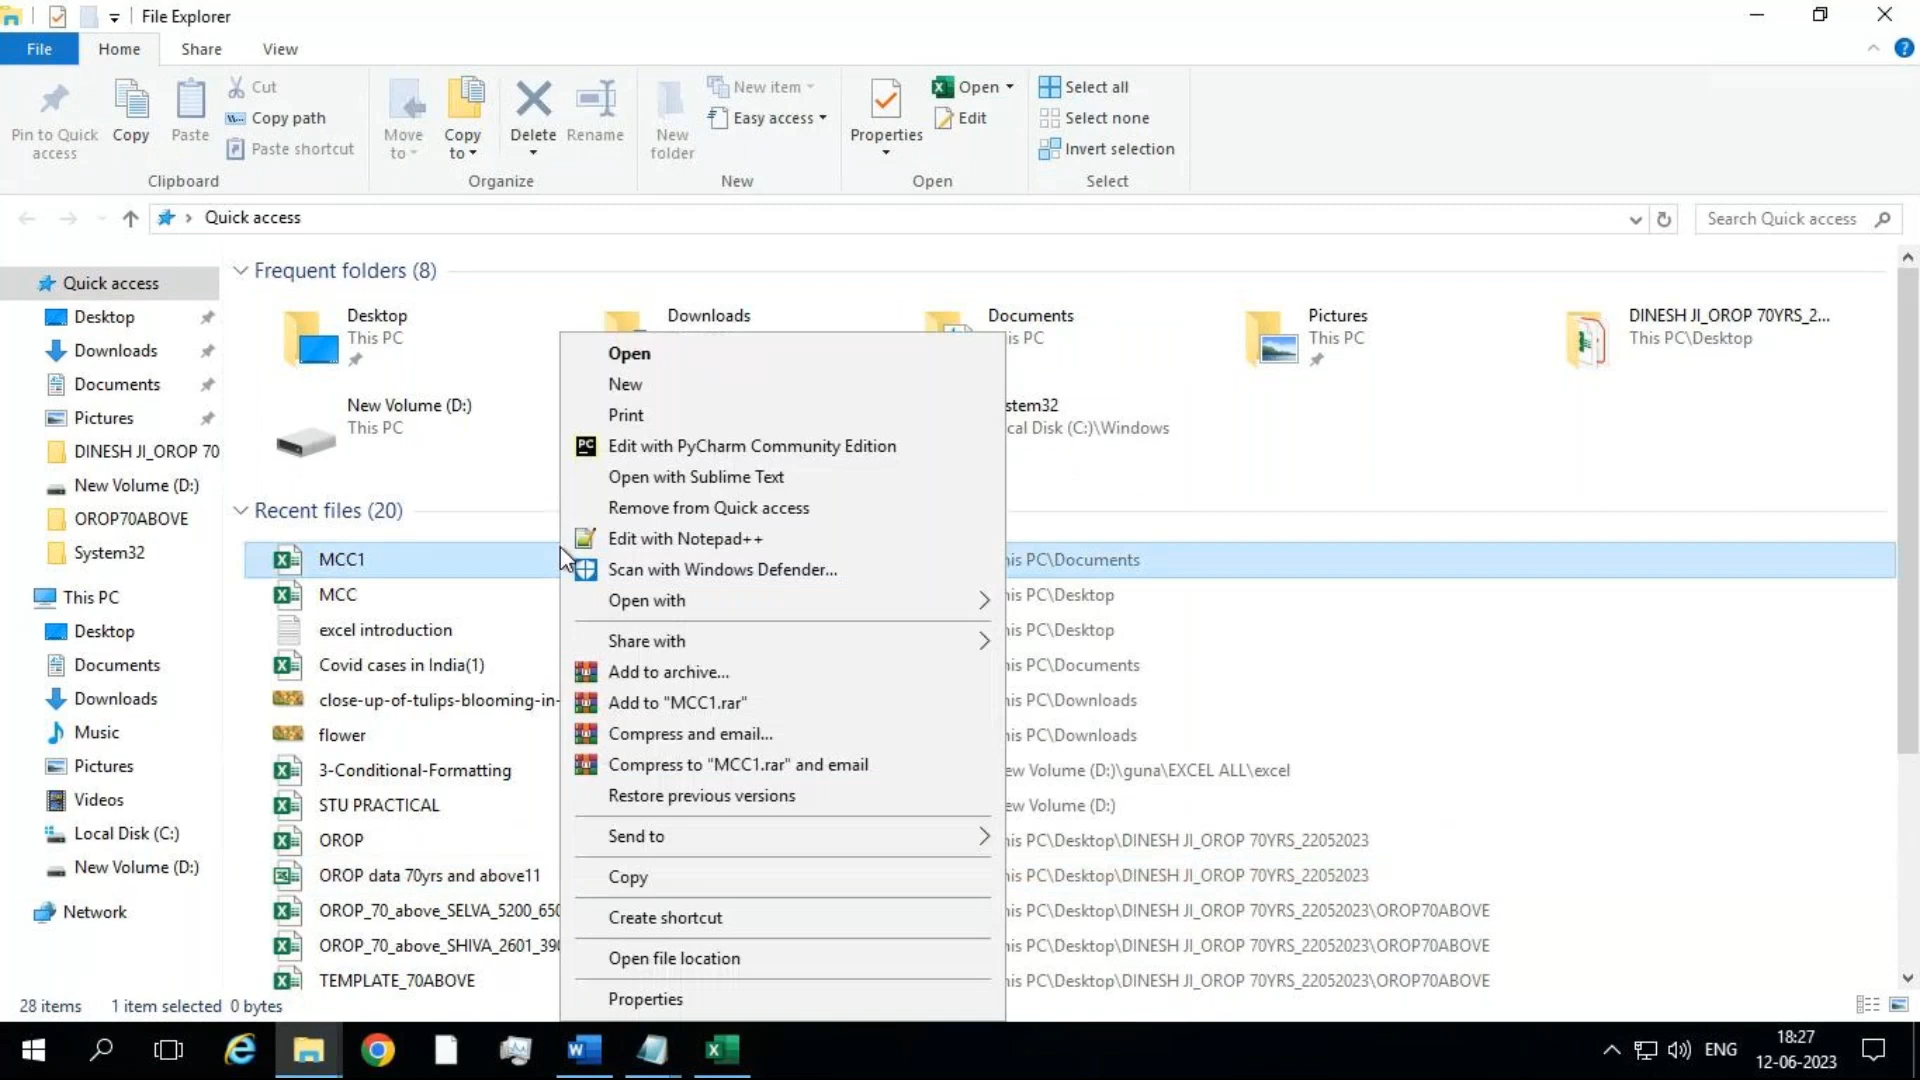 File Explorer
File Home Share View
Pin to Quick access
Copy
Paste
Cut
Copy path
Paste shortcut
Clipboard
Move to
Copy to
Delete
Rename
Organize
New folder
New item
Easy access
New
Properties
Open
Edit
Open
Select all
Select none
Invert selection
Select
Quick access
Search Quick access
Quick access
Desktop
Downloads
Documents
Pictures
DINESH JI_OROP 70
New Volume (D:)
OROP70ABOVE
System32
This PC
Desktop
Documents
Downloads
Music
Pictures
Videos
Local Disk (C:)
New Volume (D:)
Network
Frequent folders (8)
Desktop
This PC
Downloads
Documents
is PC
Pictures
This PC
DINESH JI_OROP 70YRS_2...
This PC\Desktop
New Volume (D:)
This PC
stem32
cal Disk (C:)\Windows
Recent files (20)
MCC1
his PC\Documents
MCC
his PC\Desktop
excel introduction
his PC\Desktop
Covid cases in India(1)
his PC\Documents
close-up-of-tulips-blooming-in-
his PC\Downloads
flower
his PC\Downloads
3-Conditional-Formatting
ew Volume (D:)\guna\EXCEL ALL\excel
STU PRACTICAL
ew Volume (D:)
OROP
his PC\Desktop\DINESH JI_OROP 70YRS_22052023
OROP data 70yrs and above11
his PC\Desktop\DINESH JI_OROP 70YRS_22052023
OROP_70_above_SELVA_5200_650
his PC\Desktop\DINESH JI_OROP 70YRS_22052023\OROP70ABOVE
OROP_70_above_SHIVA_2601_390
his PC\Desktop\DINESH JI_OROP 70YRS_22052023\OROP70ABOVE
TEMPLATE_70ABOVE
his PC\Desktop\DINESH JI_OROP 70YRS_22052023\OROP70ABOVE
Open
New
Print
Edit with PyCharm Community Edition
Open with Sublime Text
Remove from Quick access
Edit with Notepad++
Scan with Windows Defender...
Open with
Share with
Add to archive...
Add to "MCC1.rar"
Compress and email...
Compress to "MCC1.rar" and email
Restore previous versions
Send to
Copy
Create shortcut
Open file location
Properties
28 items 1 item selected 0 bytes
ENG
18:27
12-06-2023